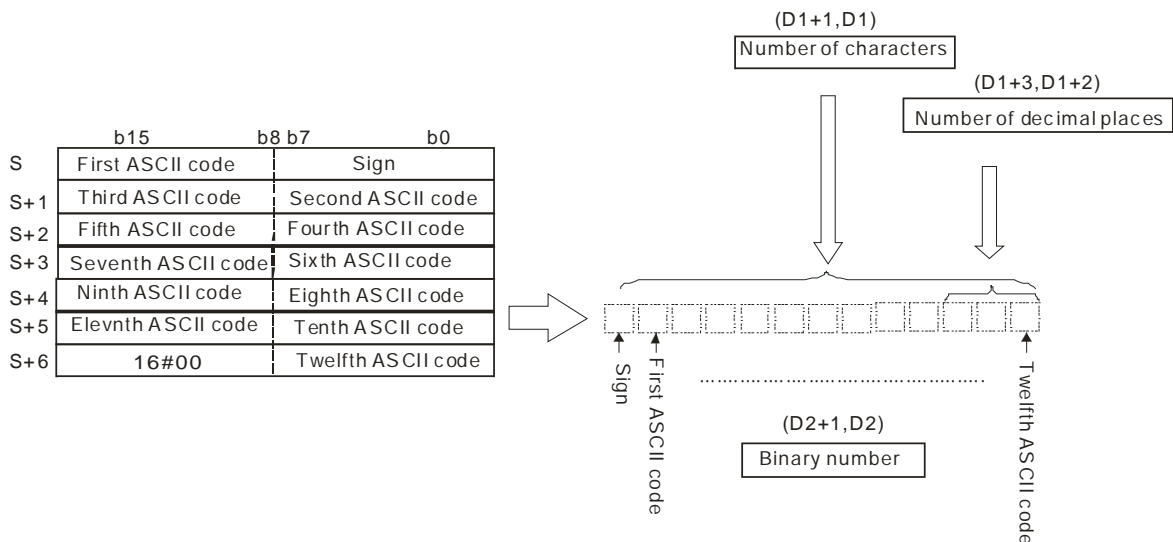 (D1+1,D1)
Number of characters
(D1+3,D1+2)
Number of decimal places
b15 b8 b7 b0
S First ASCII code Sign
S+1 Third ASCII code Second ASCII code
S+2 Fifth ASCII code Fourth ASCII code
S+3 Seventh ASCII code Sixth ASCII code
S+4 Ninth ASCII code Eighth ASCII code
S+5 Elevnth ASCII code Tenth ASCII code
S+6 16#00 Twelfth ASCII code
Sign
First ASCII code
Twelfth ASCII code
(D2+1,D2)
Binary number